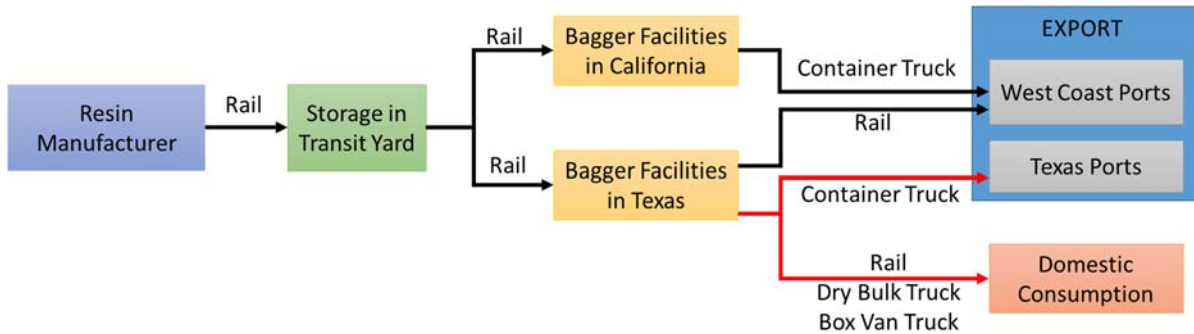 Resin
Manufacturer
Rail
Storage in
Transit Yard
Rail
Rail
Bagger Facilities
in California
Bagger Facilities
in Texas
Container Truck
Rail
Container Truck
Rail
Dry Bulk Truck
Box Van Truck
EXPORT
West Coast Ports
Texas Ports
Domestic
Consumption